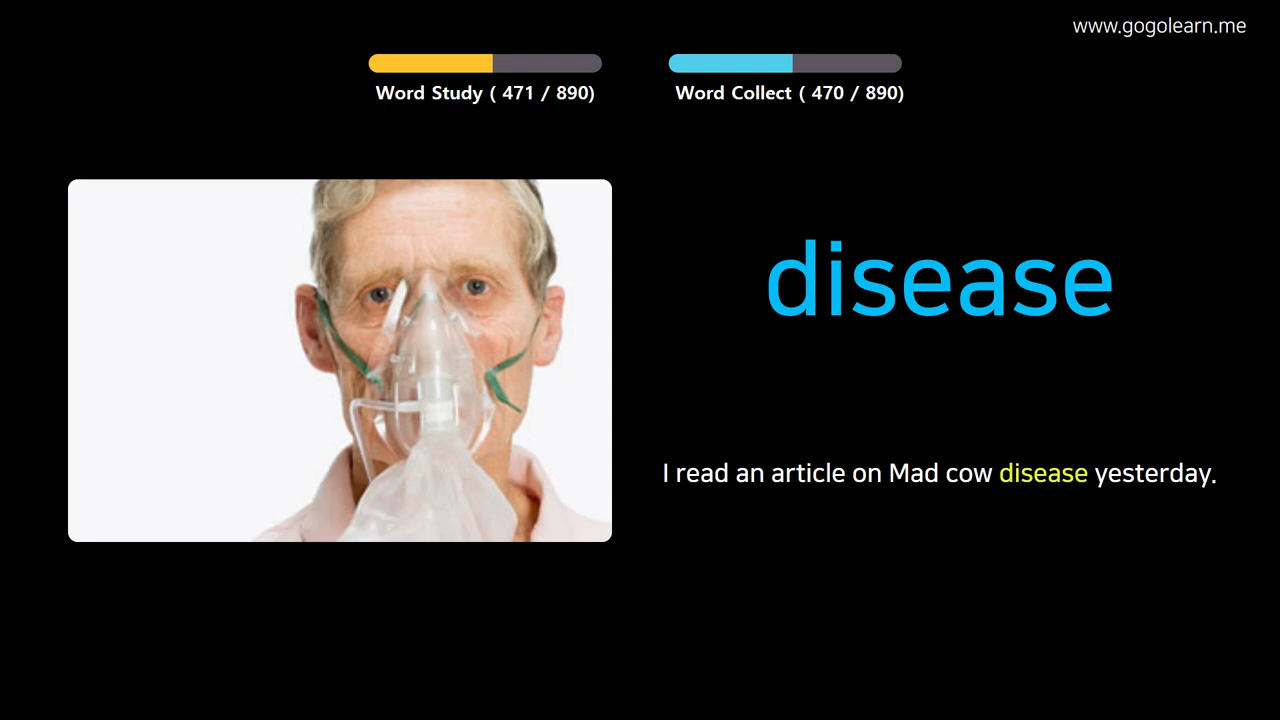 www.gogolearn.me
Word Study ( 471 / 890)
Word Collect ( 470 / 890)
disease
I read an article on Mad cow disease yesterday.